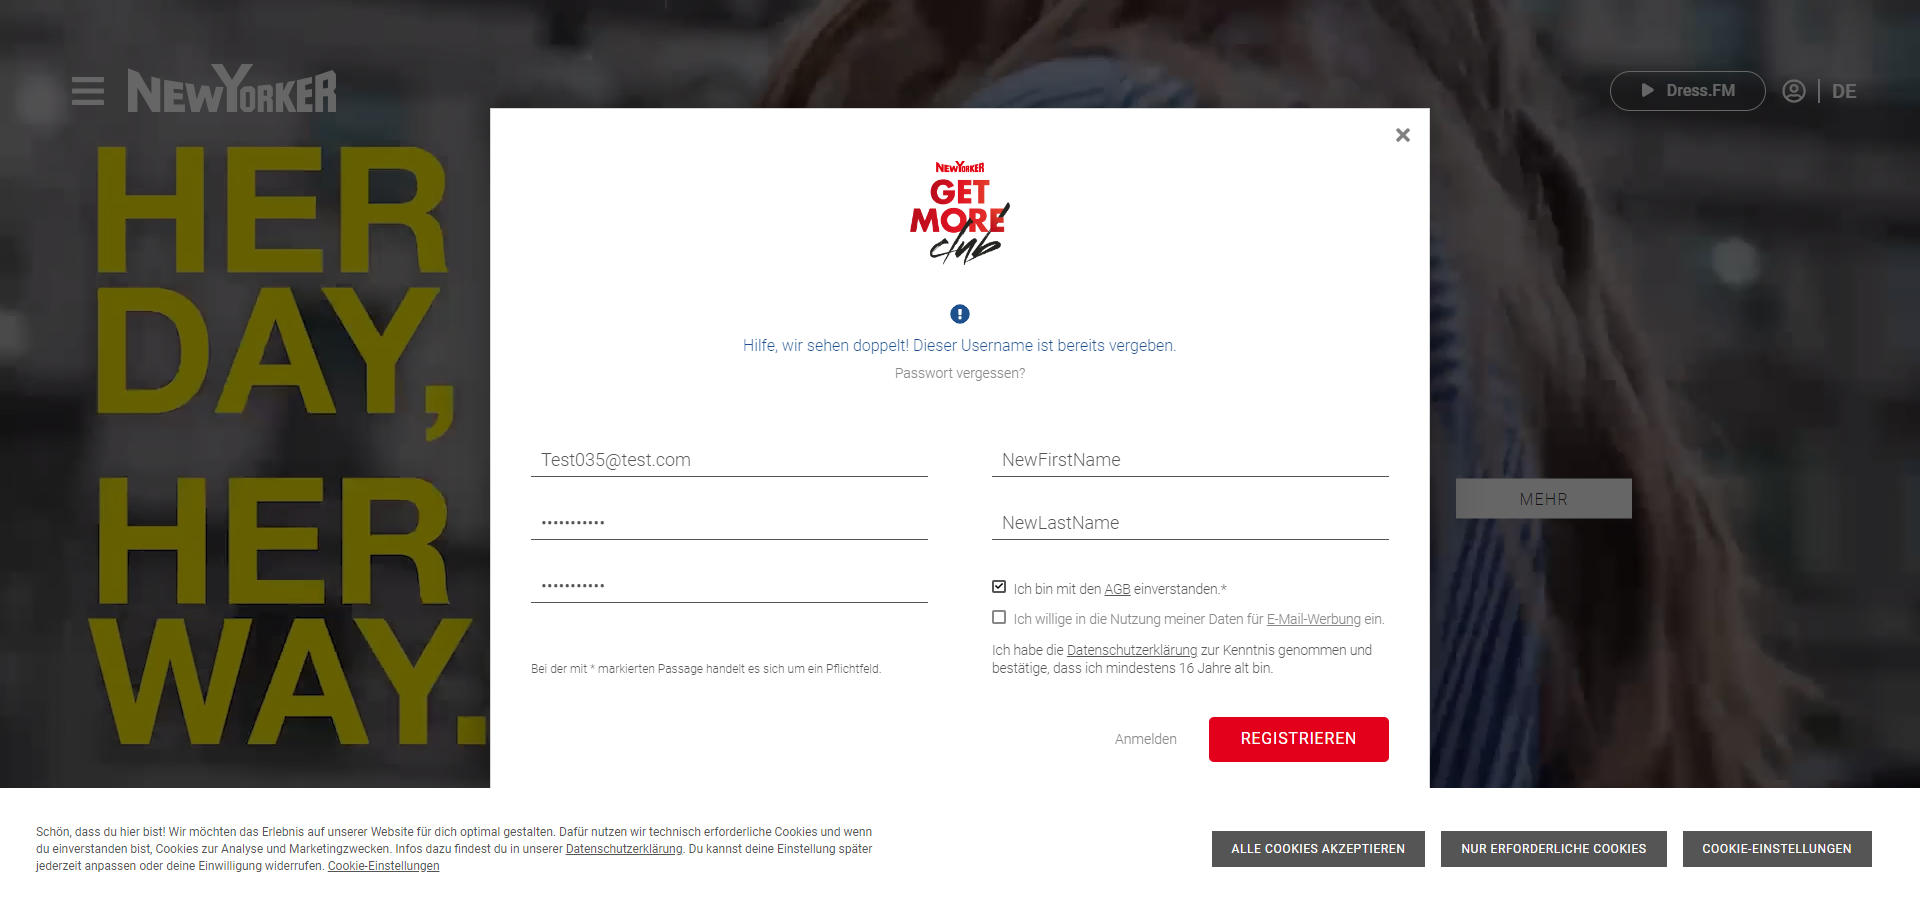 NEWYORKER
Dress.FM
DE
HER
DAY,
HER
WAY.
MEHR
NEWYORKER
GET
MORE
club
Hilfe, wir sehen doppelt! Dieser Username ist bereits vergeben.
Passwort vergessen?
Test035@test.com
NewFirstName
•••••••••••
NewLastName
•••••••••••
Ich bin mit den AGB einverstanden.*
Ich willige in die Nutzung meiner Daten für E-Mail-Werbung ein.
Ich habe die Datenschutzerklärung zur Kenntnis genommen und
bestätige, dass ich mindestens 16 Jahre alt bin.
Bei der mit * markierten Passage handelt es sich um ein Pflichtfeld.
Anmelden
REGISTRIEREN
Schön, dass du hier bist! Wir möchten das Erlebnis auf unserer Website für dich optimal gestalten. Dafür nutzen wir technisch erforderliche Cookies und wenn
du einverstanden bist, Cookies zur Analyse und Marketingzwecken. Infos dazu findest du in unserer Datenschutzerklärung. Du kannst deine Einstellung später
jederzeit anpassen oder deine Einwilligung widerrufen. Cookie-Einstellungen
ALLE COOKIES AKZEPTIEREN
NUR ERFORDERLICHE COOKIES
COOKIE-EINSTELLUNGEN